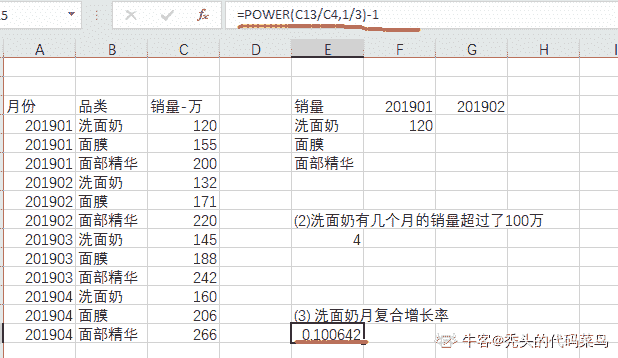 5 =POWER(C13/C4,1/3)-1
A B C D E F G H I
月份 品类 销量-万 销量 201901 201902
201901 洗面奶 120 洗面奶 120
201901 面膜 155 面膜
201901 面部精华 200 面部精华
201902 洗面奶 132
201902 面膜 171
201902 面部精华 220 (2)洗面奶有几个月的销量超过了100万
201903 洗面奶 145 4
201903 面膜 188
201903 面部精华 242
201904 洗面奶 160
201904 面膜 206 (3) 洗面奶月复合增长率
201904 面部精华 266 0.100642
牛客@秃头的代码菜鸟